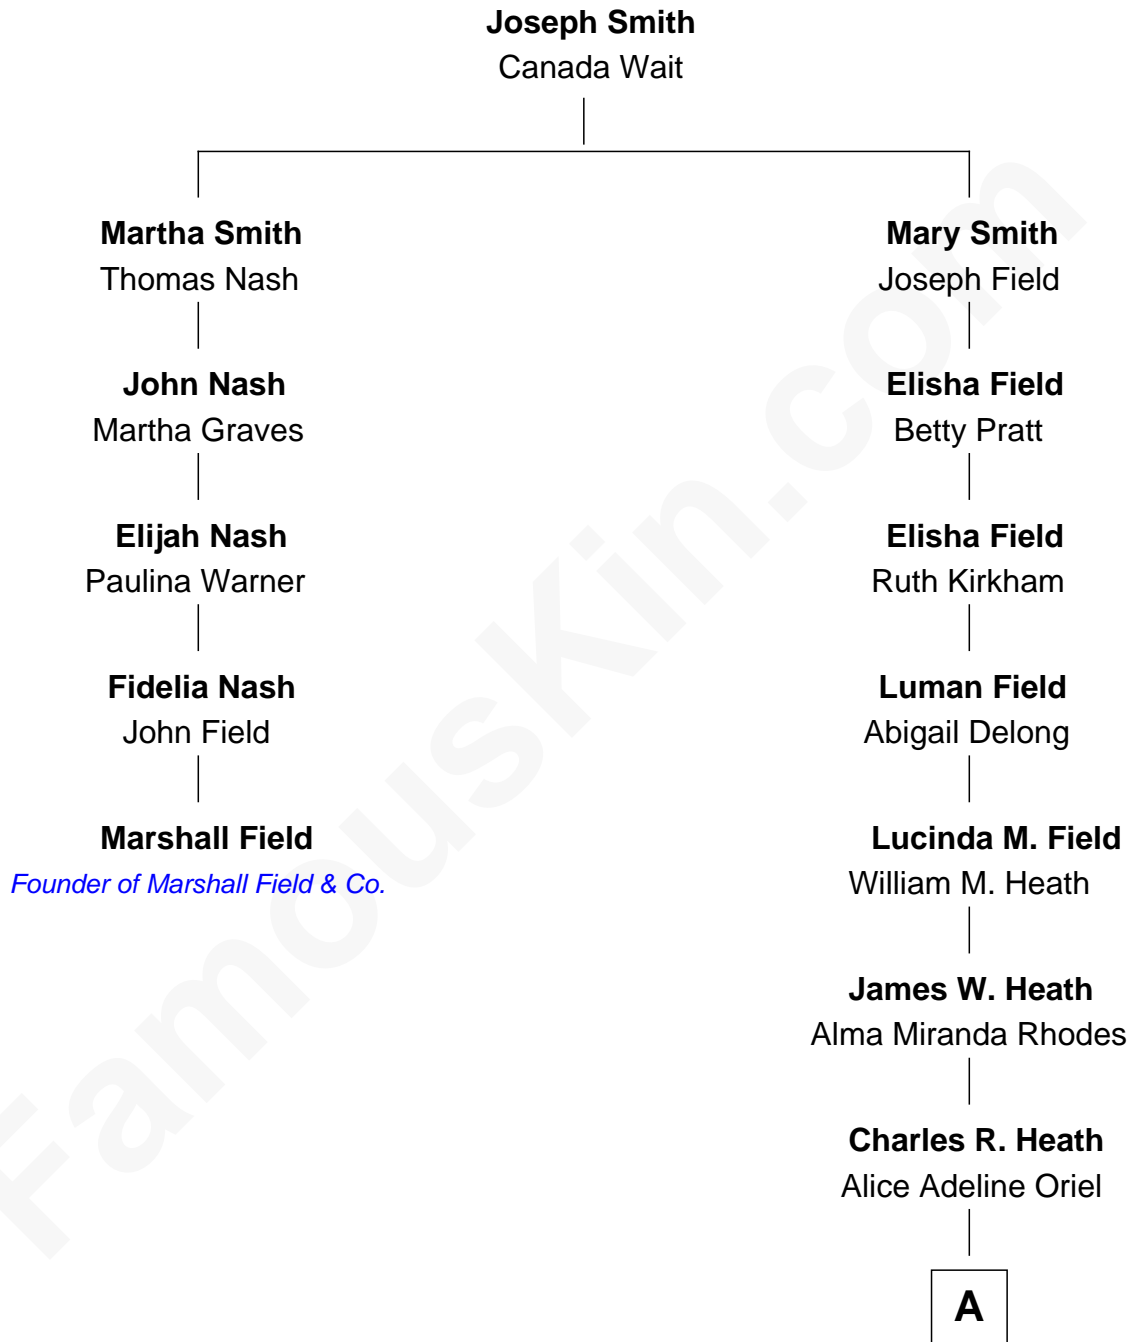 Joseph Smith
Canada Wait
Martha Smith
Thomas Nash
John Nash
Martha Graves
Elijah Nash
Paulina Warner
Fidelia Nash
John Field
Marshall Field
Founder of Marshall Field & Co.
Mary Smith
Joseph Field
Elisha Field
Betty Pratt
Elisha Field
Ruth Kirkham
Luman Field
Abigail Delong
Lucinda M. Field
William M. Heath
James W. Heath
Alma Miranda Rhodes
Charles R. Heath
Alice Adeline Oriel
A
FamousKin.com